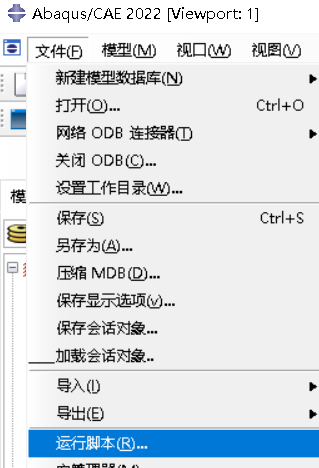 Abaqus/CAE 2022 [Viewport: 1]
文件(F) 模型(M) 视口(W) 视图(V)
新建模型数据库(N)
打开(O)... Ctrl+O
网络 ODB 连接器(T)
关闭 ODB(C)...
设置工作目录(W)...
模
保存(S) Ctrl+S
另存为(A)...
压缩 MDB(D)...
保存显示选项(v)...
保存会话对象...
加载会话对象...
导入(I)
导出(E)
运行脚本(R)...